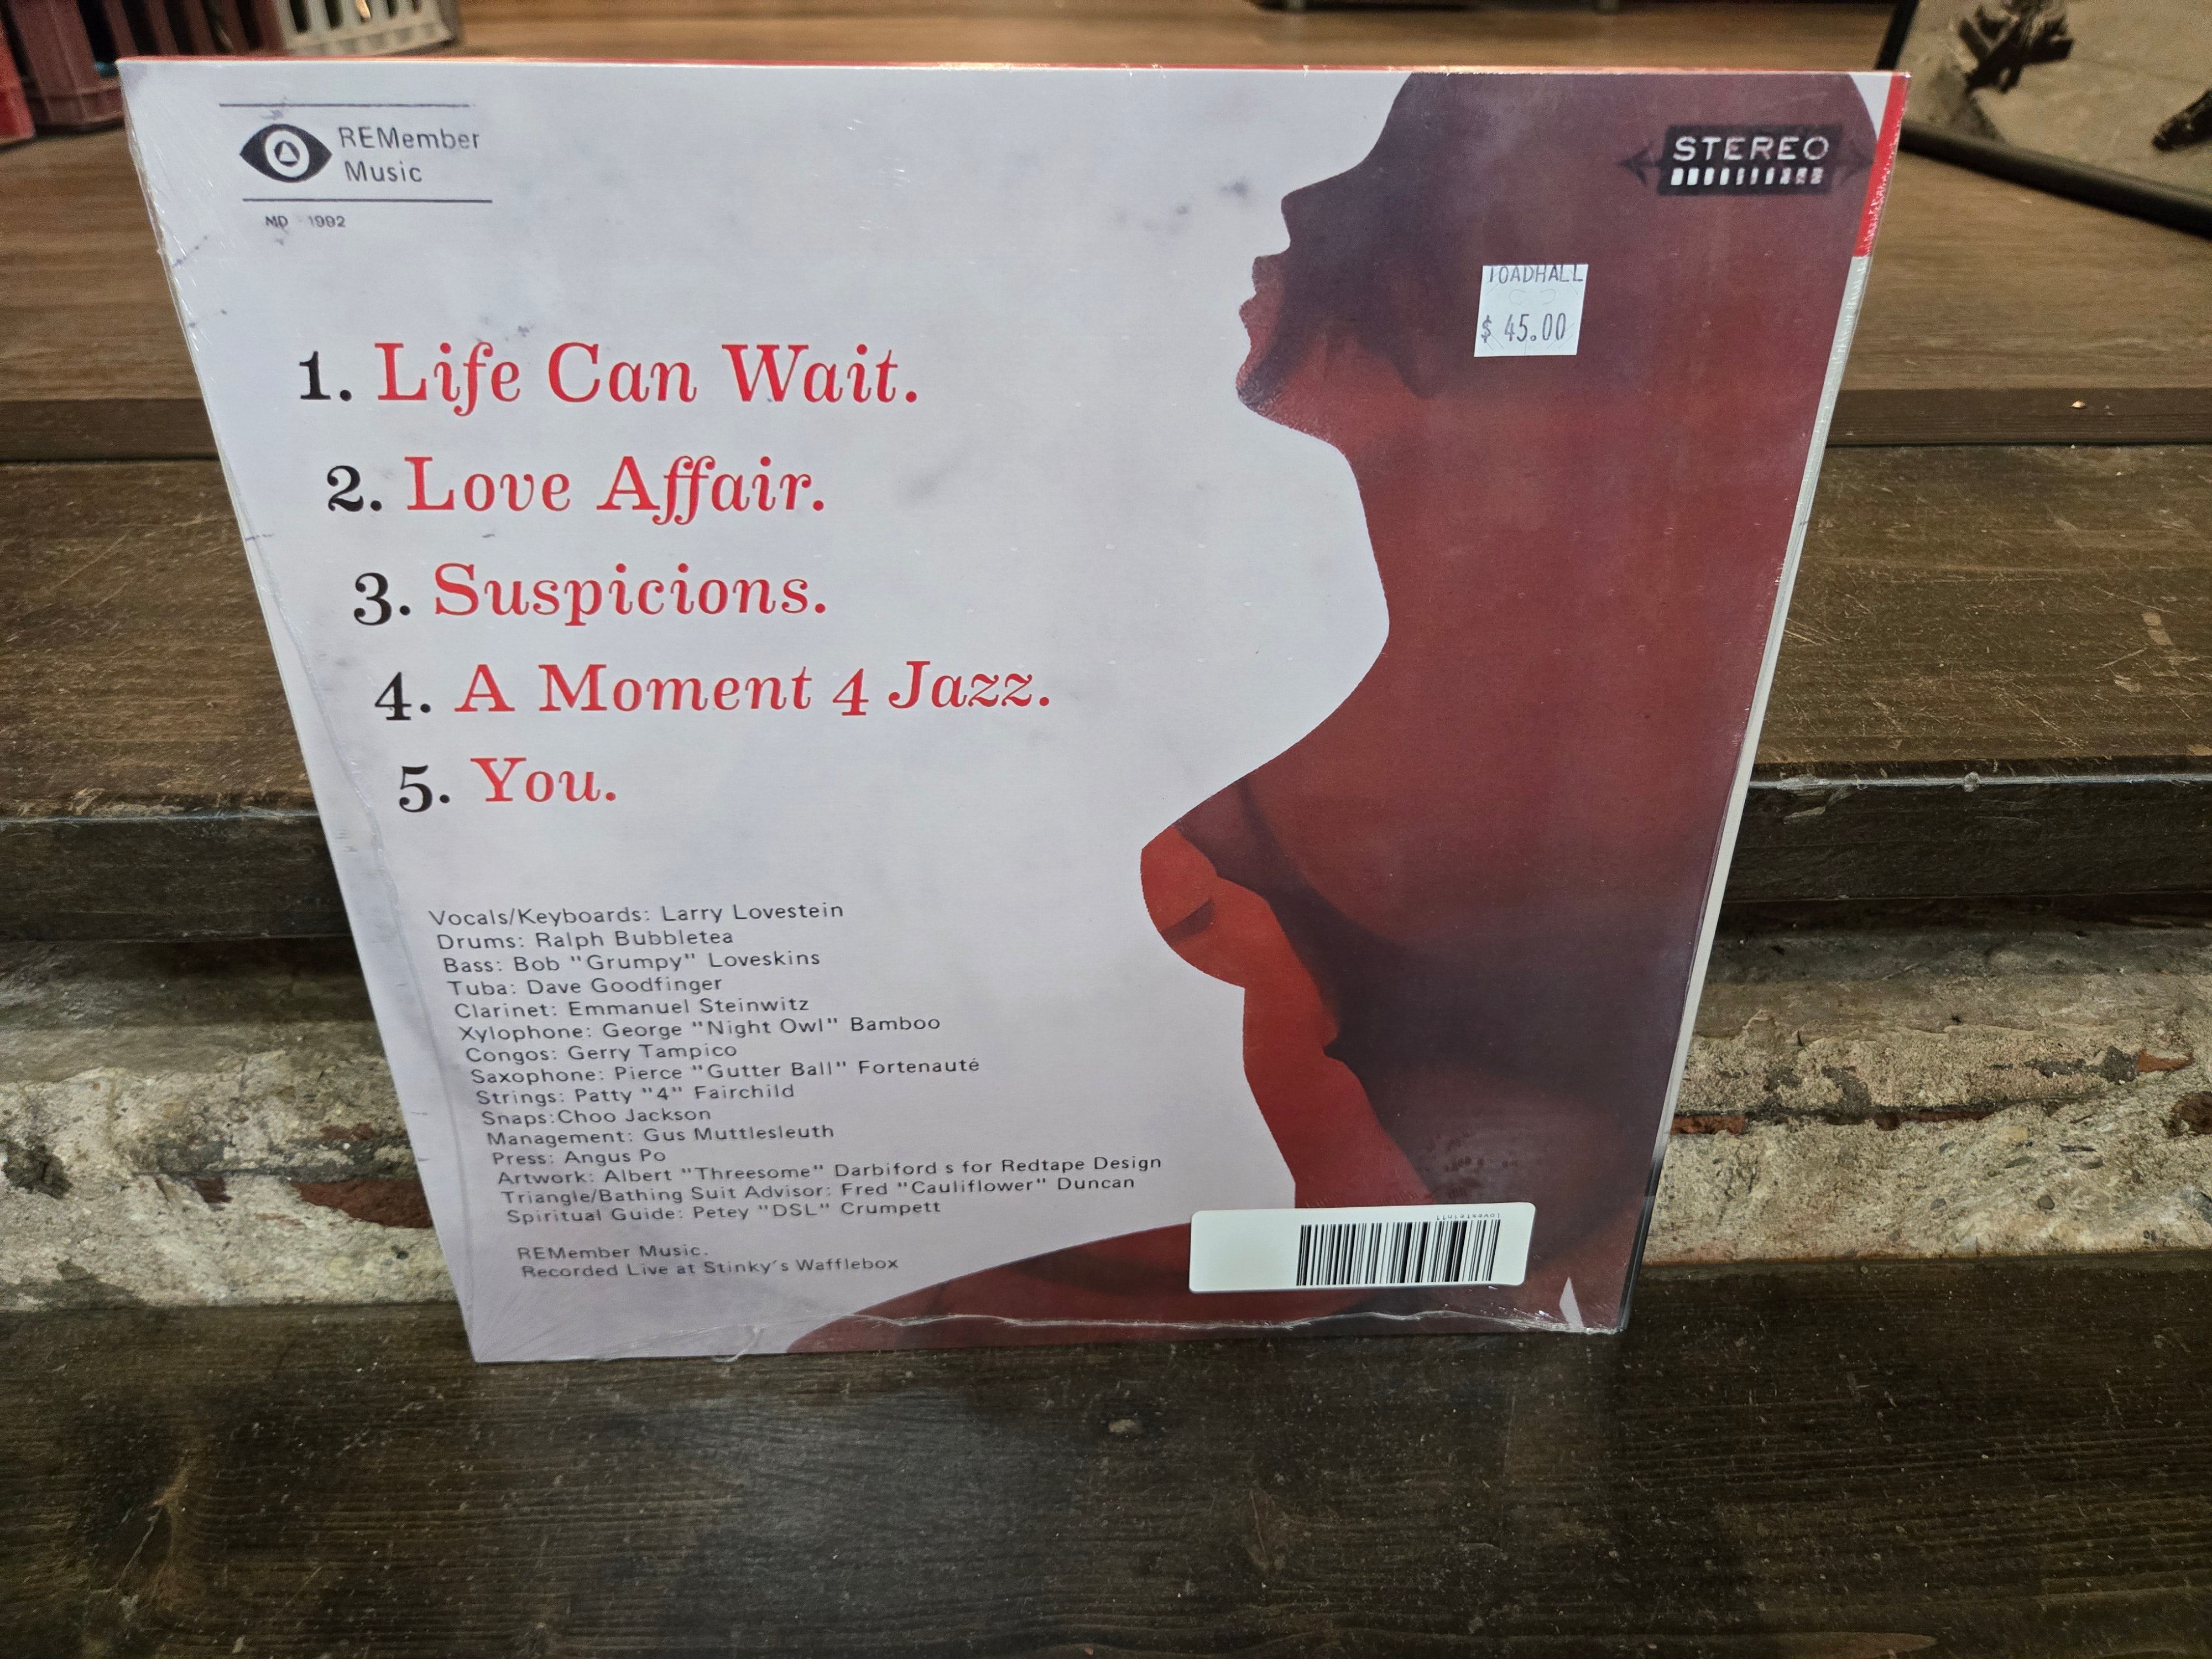 REMember
Music
MD 1992
STEREO
TOADHALL
$ 45.00
1. Life Can Wait.
2. Love Affair.
3. Suspicions.
4. A Moment 4 Jazz.
5. You.
Vocals/Keyboards: Larry Lovestein
Drums: Ralph Bubbletea
Bass: Bob "Grumpy" Loveskins
Tuba: Dave Goodfinger
Clarinet: Emmanuel Steinwitz
Xylophone: George "Night Owl" Bamboo
Congos: Gerry Tampico
Saxophone: Pierce "Gutter Ball" Fortenauté
Strings: Patty "4" Fairchild
Snaps:Choo Jackson
Management: Gus Muttlesleuth
Press: Angus Po
Artwork: Albert "Threesome" Darbiford s for Redtape Design
Triangle/Bathing Suit Advisor: Fred "Cauliflower" Duncan
Spiritual Guide: Petey "DSL" Crumpett
REMember Music.
Recorded Live at Stinky's Wafflebox